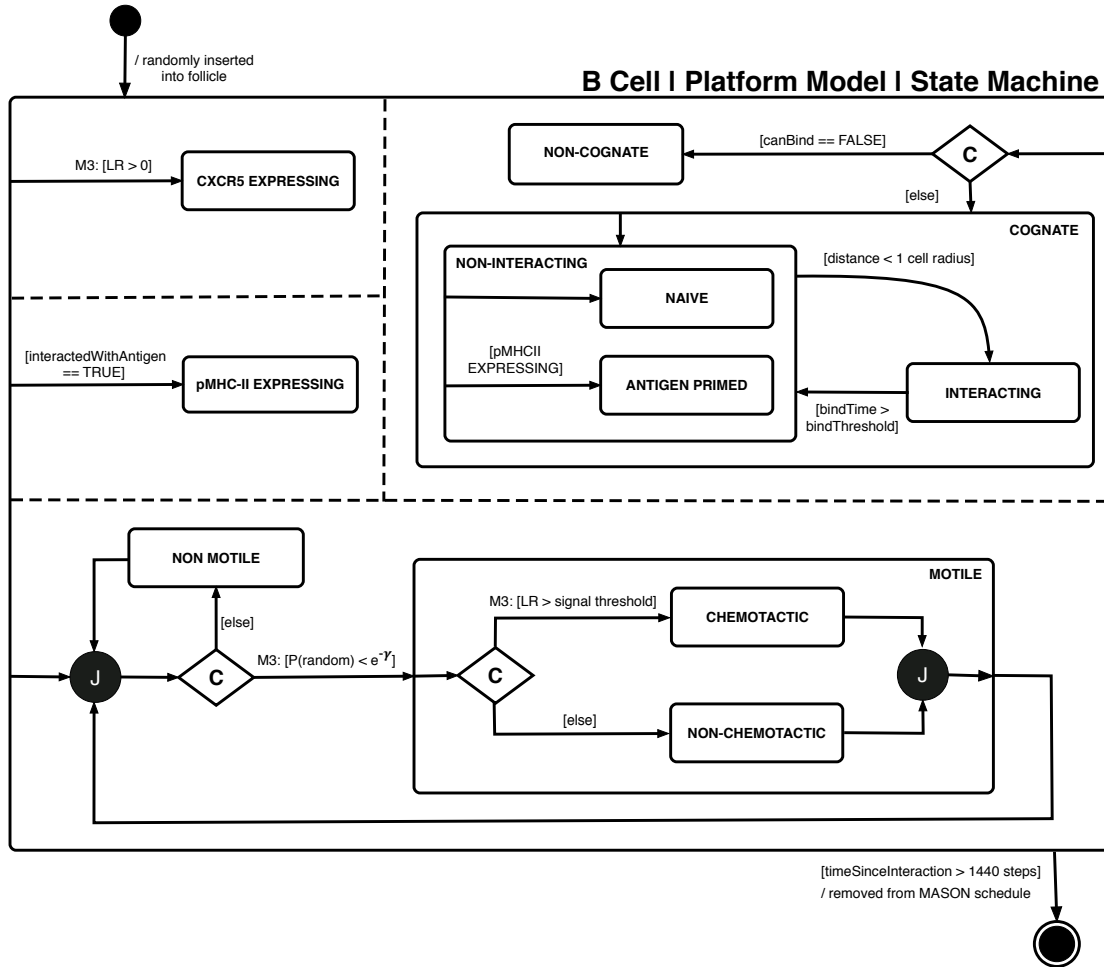 / randomly inserted
into follicle
B Cell | Platform Model | State Machine
M3: [LR > 0]
CXCR5 EXPRESSING
NON-COGNATE
[canBind == FALSE]
C
[else]
COGNATE
NON-INTERACTING
[distance < 1 cell radius]
NAIVE
[pMHCII
EXPRESSING]
ANTIGEN PRIMED
INTERACTING
[bindTime >
bindThreshold]
[interactedWithAntigen
== TRUE]
pMHC-II EXPRESSING
NON MOTILE
[else]
J
C
M3: [P(random) < e^-γ]
MOTILE
M3: [LR > signal threshold]
CHEMOTACTIC
C
J
[else]
NON-CHEMOTACTIC
[timeSinceInteraction > 1440 steps]
/ removed from MASON schedule